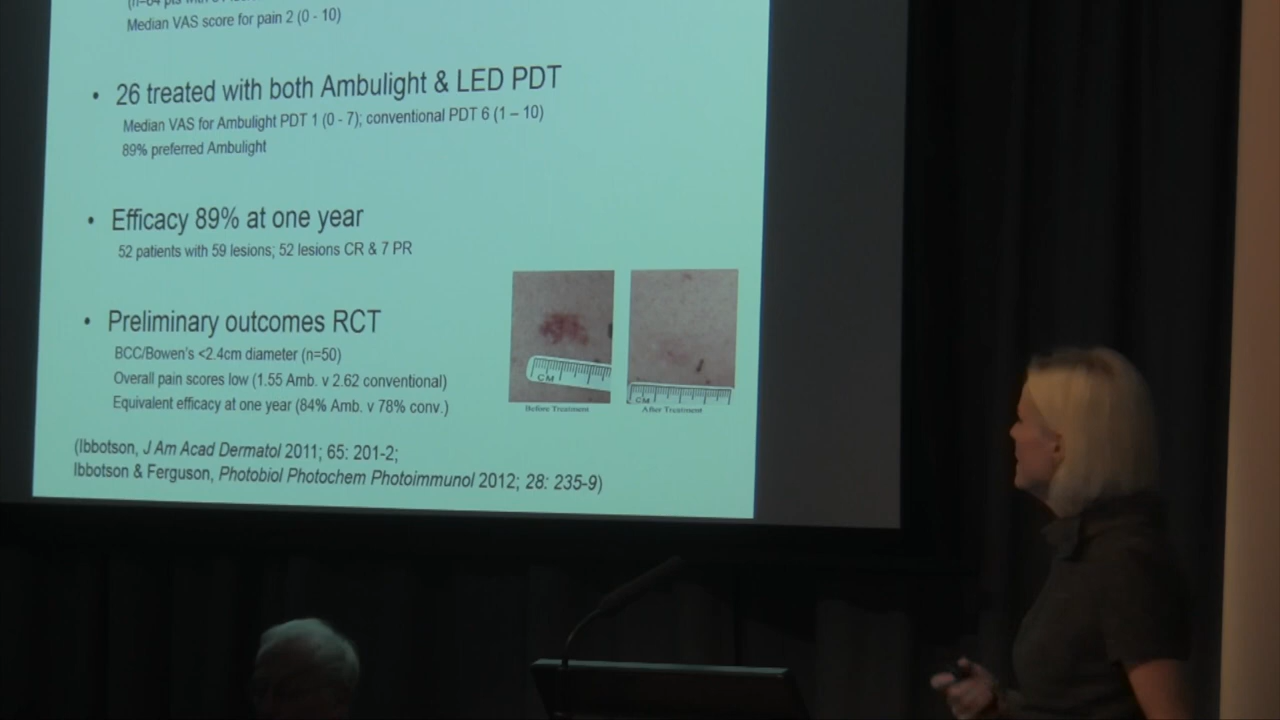 Median VAS score for pain 2 (0 - 10)
• 26 treated with both Ambulight & LED PDT
Median VAS for Ambulight PDT 1 (0 - 7); conventional PDT 6 (1 – 10)
89% preferred Ambulight
• Efficacy 89% at one year
52 patients with 59 lesions; 52 lesions CR & 7 PR
• Preliminary outcomes RCT
BCC/Bowen's <2.4cm diameter (n=50)
Overall pain scores low (1.55 Amb. v 2.62 conventional)
Equivalent efficacy at one year (84% Amb. v 78% conv.)
CM
CM
Before Treatment
After Treatment
(Ibbotson, J Am Acad Dermatol 2011; 65: 201-2;
Ibbotson & Ferguson, Photobiol Photochem Photoimmunol 2012; 28: 235-9)